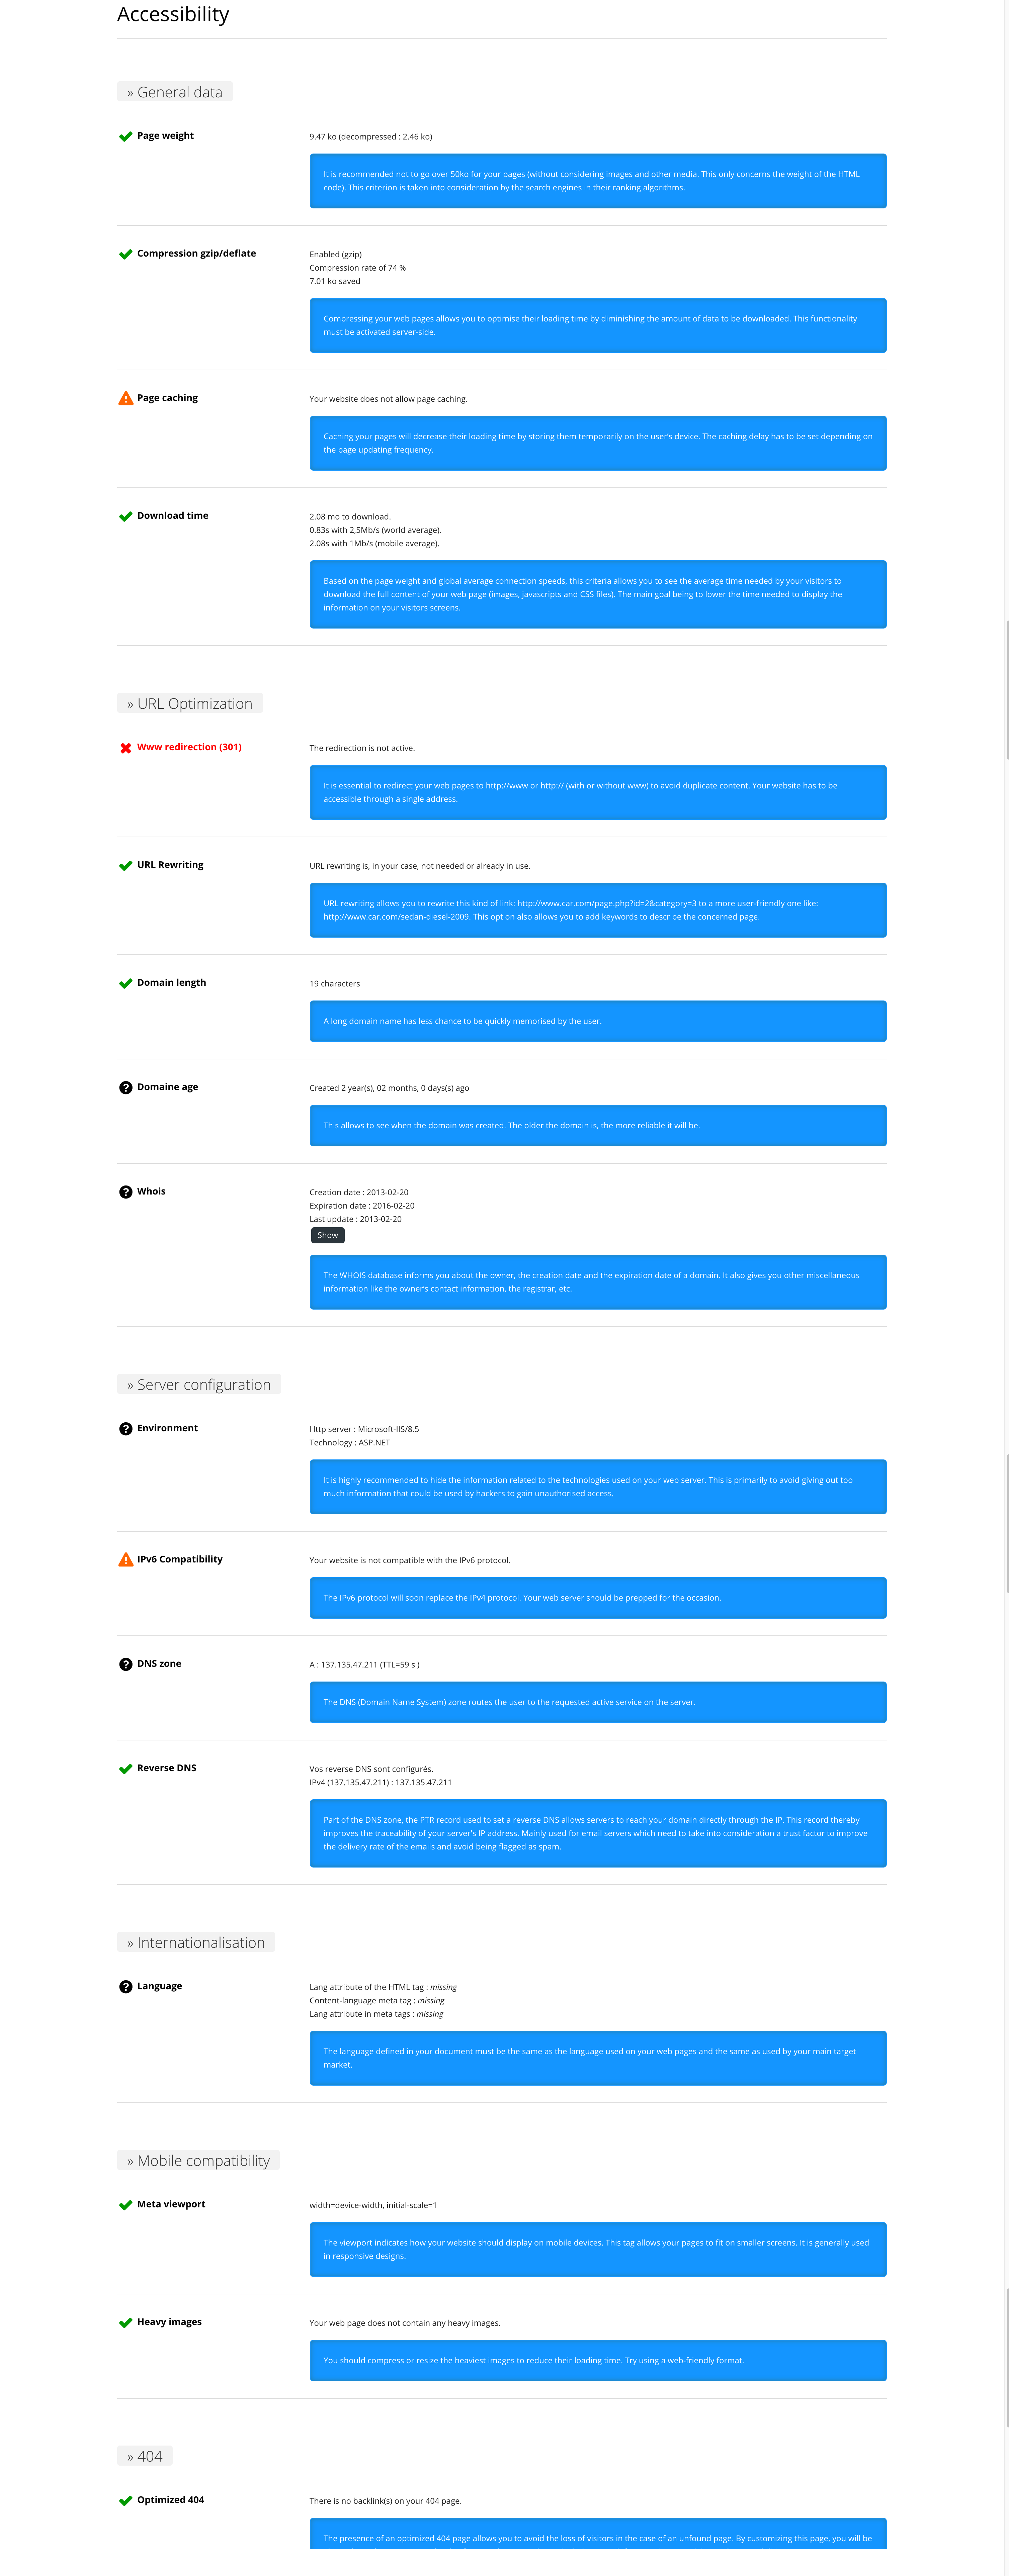 Accessibility
» General data
Page weight
9.47 ko (decompressed : 2.46 ko)
It is recommended not to go over 50ko for your pages (without considering images and other media. This only concerns the weight of the HTML
code). This criterion is taken into consideration by the search engines in their ranking algorithms.
Compression gzip/deflate
Enabled (gzip)
Compression rate of 74 %
7.01 ko saved
Compressing your web pages allows you to optimise their loading time by diminishing the amount of data to be downloaded. This functionality
must be activated server-side.
Page caching
Your website does not allow page caching.
Caching your pages will decrease their loading time by storing them temporarily on the user's device. The caching delay has to be set depending on
the page updating frequency.
Download time
2.08 mo to download.
0.83s with 2,5Mb/s (world average).
2.08s with 1Mb/s (mobile average).
Based on the page weight and global average connection speeds, this criteria allows you to see the average time needed by your visitors to
download the full content of your web page (images, javascripts and CSS files). The main goal being to lower the time needed to display the
information on your visitors screens.
» URL Optimization
Www redirection (301)
The redirection is not active.
It is essential to redirect your web pages to http://www or http:// (with or without www) to avoid duplicate content. Your website has to be
accessible through a single address.
URL Rewriting
URL rewriting is, in your case, not needed or already in use.
URL rewriting allows you to rewrite this kind of link: http://www.car.com/page.php?id=2&category=3 to a more user-friendly one like:
http://www.car.com/sedan-diesel-2009. This option also allows you to add keywords to describe the concerned page.
Domain length
19 characters
A long domain name has less chance to be quickly memorised by the user.
Domaine age
Created 2 year(s), 02 months, 0 days(s) ago
This allows to see when the domain was created. The older the domain is, the more reliable it will be.
Whois
Creation date : 2013-02-20
Expiration date : 2016-02-20
Last update : 2013-02-20
Show
The WHOIS database informs you about the owner, the creation date and the expiration date of a domain. It also gives you other miscellaneous
information like the owner's contact information, the registrar, etc.
» Server configuration
Environment
Http server : Microsoft-IIS/8.5
Technology : ASP.NET
It is highly recommended to hide the information related to the technologies used on your web server. This is primarily to avoid giving out too
much information that could be used by hackers to gain unauthorised access.
IPv6 Compatibility
Your website is not compatible with the IPv6 protocol.
The IPv6 protocol will soon replace the IPv4 protocol. Your web server should be prepped for the occasion.
DNS zone
A : 137.135.47.211 (TTL=59 s )
The DNS (Domain Name System) zone routes the user to the requested active service on the server.
Reverse DNS
Vos reverse DNS sont configurés.
IPv4 (137.135.47.211) : 137.135.47.211
Part of the DNS zone, the PTR record used to set a reverse DNS allows servers to reach your domain directly through the IP. This record thereby
improves the traceability of your server's IP address. Mainly used for email servers which need to take into consideration a trust factor to improve
the delivery rate of the emails and avoid being flagged as spam.
» Internationalisation
Language
Lang attribute of the HTML tag : missing
Content-language meta tag : missing
Lang attribute in meta tags : missing
The language defined in your document must be the same as the language used on your web pages and the same as used by your main target
market.
» Mobile compatibility
Meta viewport
width=device-width, initial-scale=1
The viewport indicates how your website should display on mobile devices. This tag allows your pages to fit on smaller screens. It is generally used
in responsive designs.
Heavy images
Your web page does not contain any heavy images.
You should compress or resize the heaviest images to reduce their loading time. Try using a web-friendly format.
» 404
Optimized 404
There is no backlink(s) on your 404 page.
The presence of an optimized 404 page allows you to avoid the loss of visitors in the case of an unfound page. By customizing this page, you will be